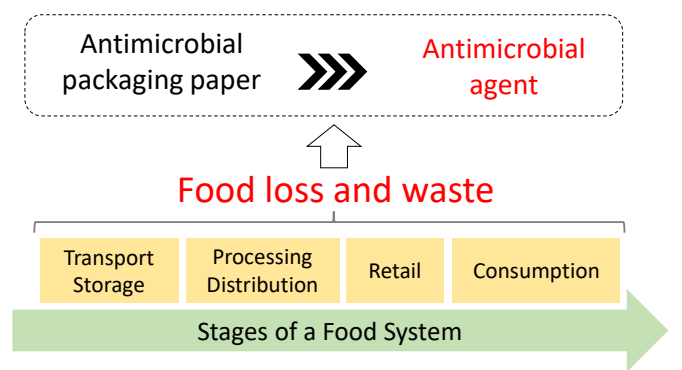 Antimicrobial
packaging paper
Antimicrobial
agent
Food loss and waste
Transport
Storage
Processing
Distribution
Retail
Consumption
Stages of a Food System